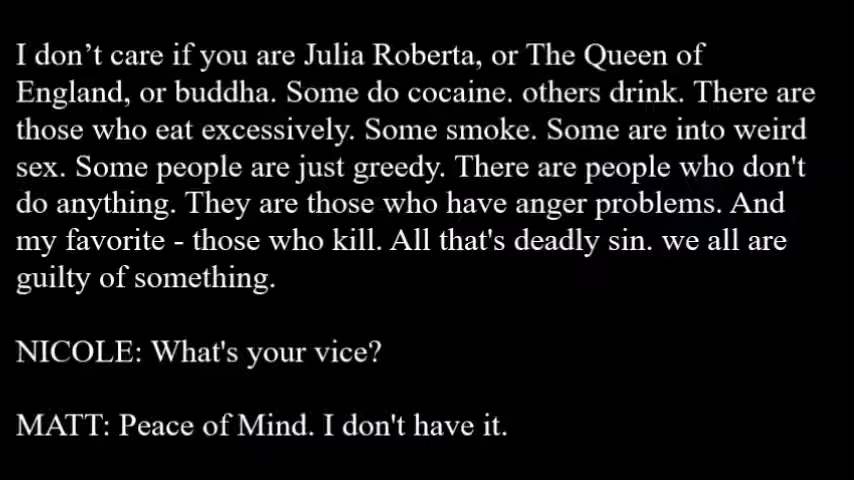 I don’t care if you are Julia Roberta, or The Queen of
England, or buddha. Some do cocaine. others drink. There are
those who eat excessively. Some smoke. Some are into weird
sex. Some people are just greedy. There are people who don't
do anything. They are those who have anger problems. And
my favorite - those who kill. All that's deadly sin. we all are
guilty of something.
NICOLE: What's your vice?
MATT: Peace of Mind. I don't have it.